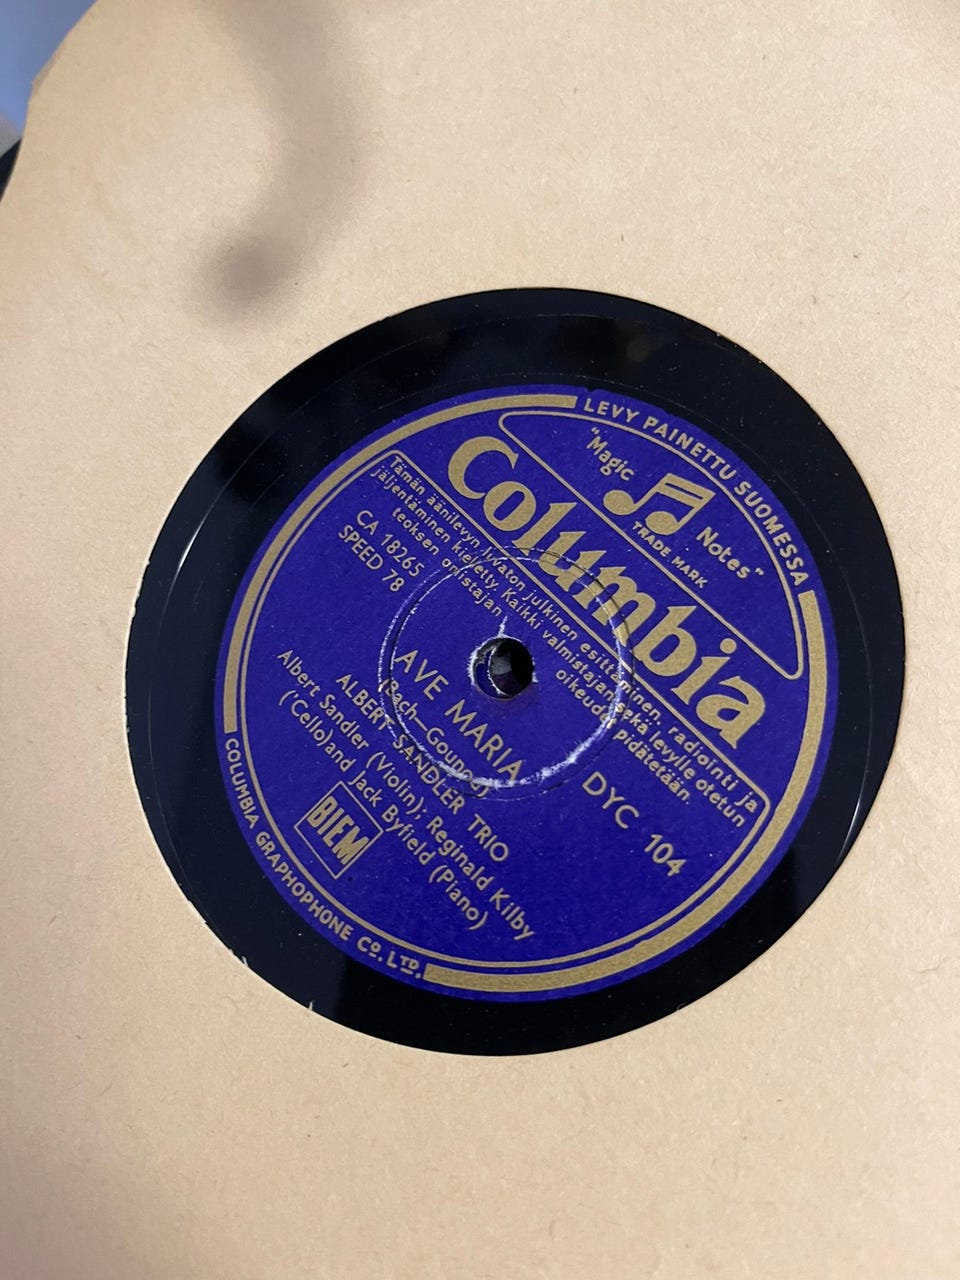 LEVY PAINETTU SUOMESSA
"Magic Notes"
TRADE MARK
Columbia
Tämän äänilevyn luvaton julkinen esittäminen, radiointi ja
jäljentäminen kielletty. Kaikki valmistajan sekä levylle otetun
teoksen omistajan oikeudet pidätetään.
CA 18265
SPEED 78
DYC 104
AVE MARIA
(Bach—Gounod)
ALBERT SANDLER TRIO
Albert Sandler (Violin); Reginald Kilby
('Cello) and Jack Byfield (Piano)
BIEM
COLUMBIA GRAPHOPHONE CO. LTD.